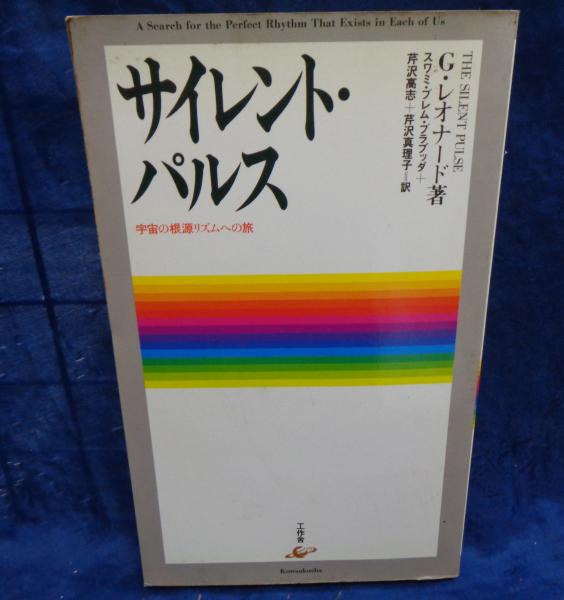 A Search for the Perfect Rhythm That Exists in Each of Us
サイレント・
パルス
宇宙の根源リズムへの旅
THE SILENT PULSE
G・レオナード著
スワミ・プレム・プラブッダ+
芹沢高志+芹沢真理子=訳
工作舎
Kousakusha